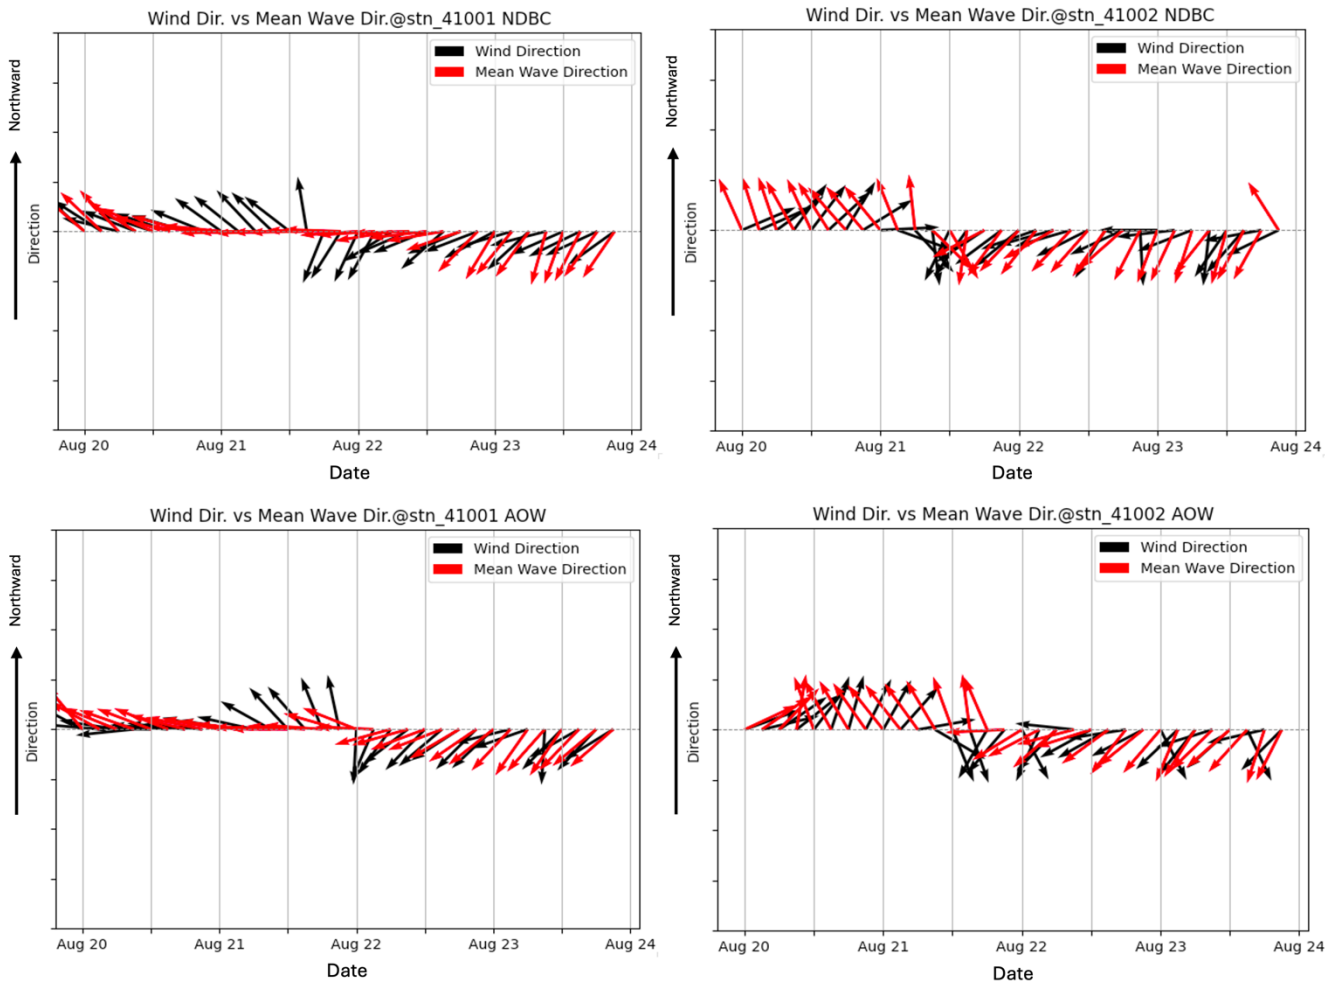 Wind Dir. vs Mean Wave Dir.@stn_41001 NDBC
Wind Direction
Mean Wave Direction
Northward
Direction
Aug 20 Aug 21 Aug 22 Aug 23 Aug 24
Date
Wind Dir. vs Mean Wave Dir.@stn_41002 NDBC
Wind Direction
Mean Wave Direction
Northward
Direction
Aug 20 Aug 21 Aug 22 Aug 23 Aug 24
Date
Wind Dir. vs Mean Wave Dir.@stn_41001 AOW
Wind Direction
Mean Wave Direction
Northward
Direction
Aug 20 Aug 21 Aug 22 Aug 23 Aug 24
Date
Wind Dir. vs Mean Wave Dir.@stn_41002 AOW
Wind Direction
Mean Wave Direction
Northward
Direction
Aug 20 Aug 21 Aug 22 Aug 23 Aug 24
Date